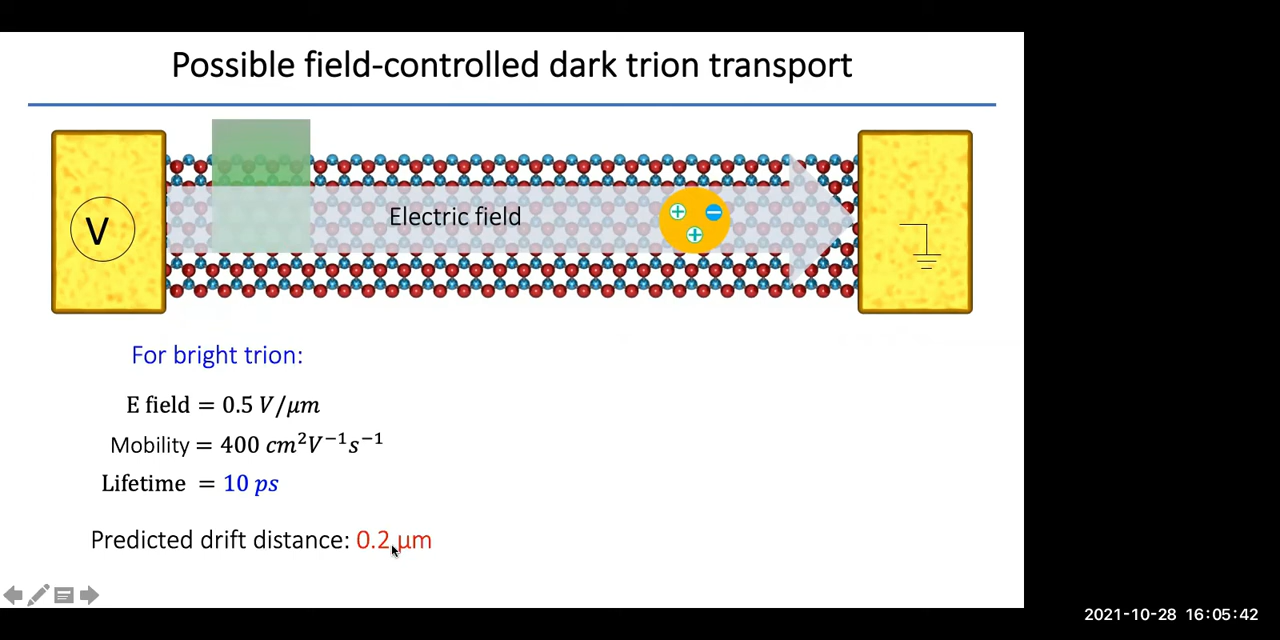 Possible field-controlled dark trion transport
V
Electric field
+ −
+
For bright trion:
E field = 0.5 V/μm
Mobility = 400 cm²V⁻¹s⁻¹
Lifetime = 10 ps
Predicted drift distance: 0.2 μm
2021-10-28 16:05:42